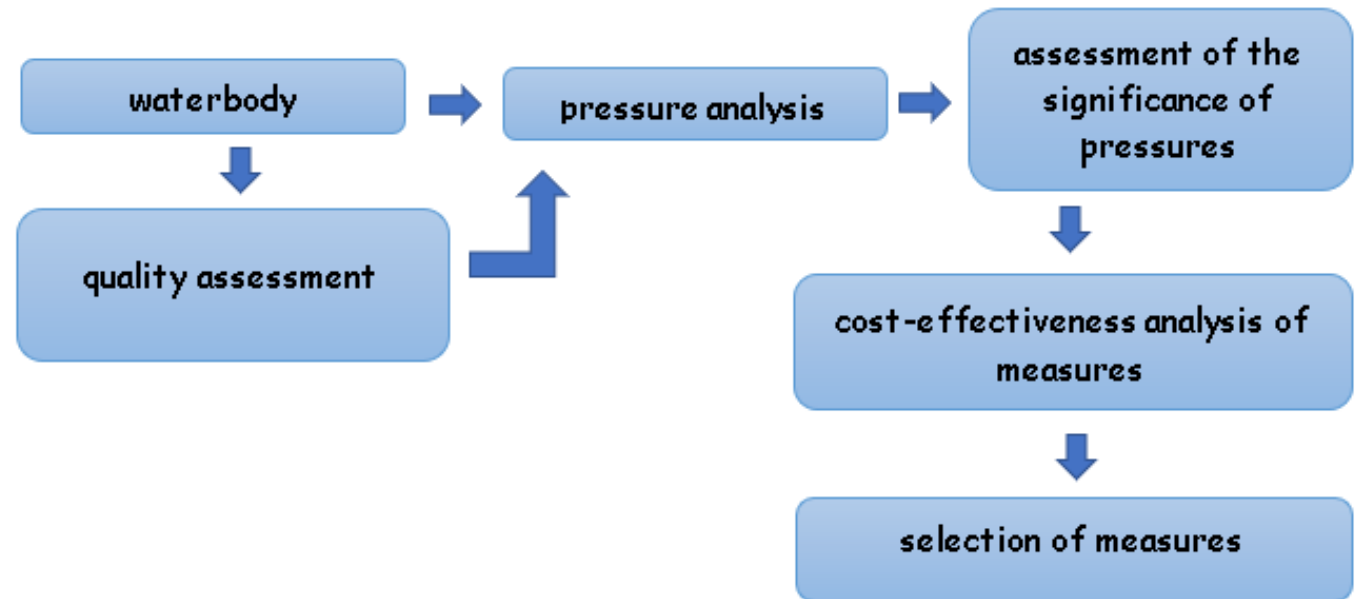 waterbody
pressure analysis
assessment of the
significance of
pressures
quality assessment
cost-effectiveness analysis of
measures
selection of measures